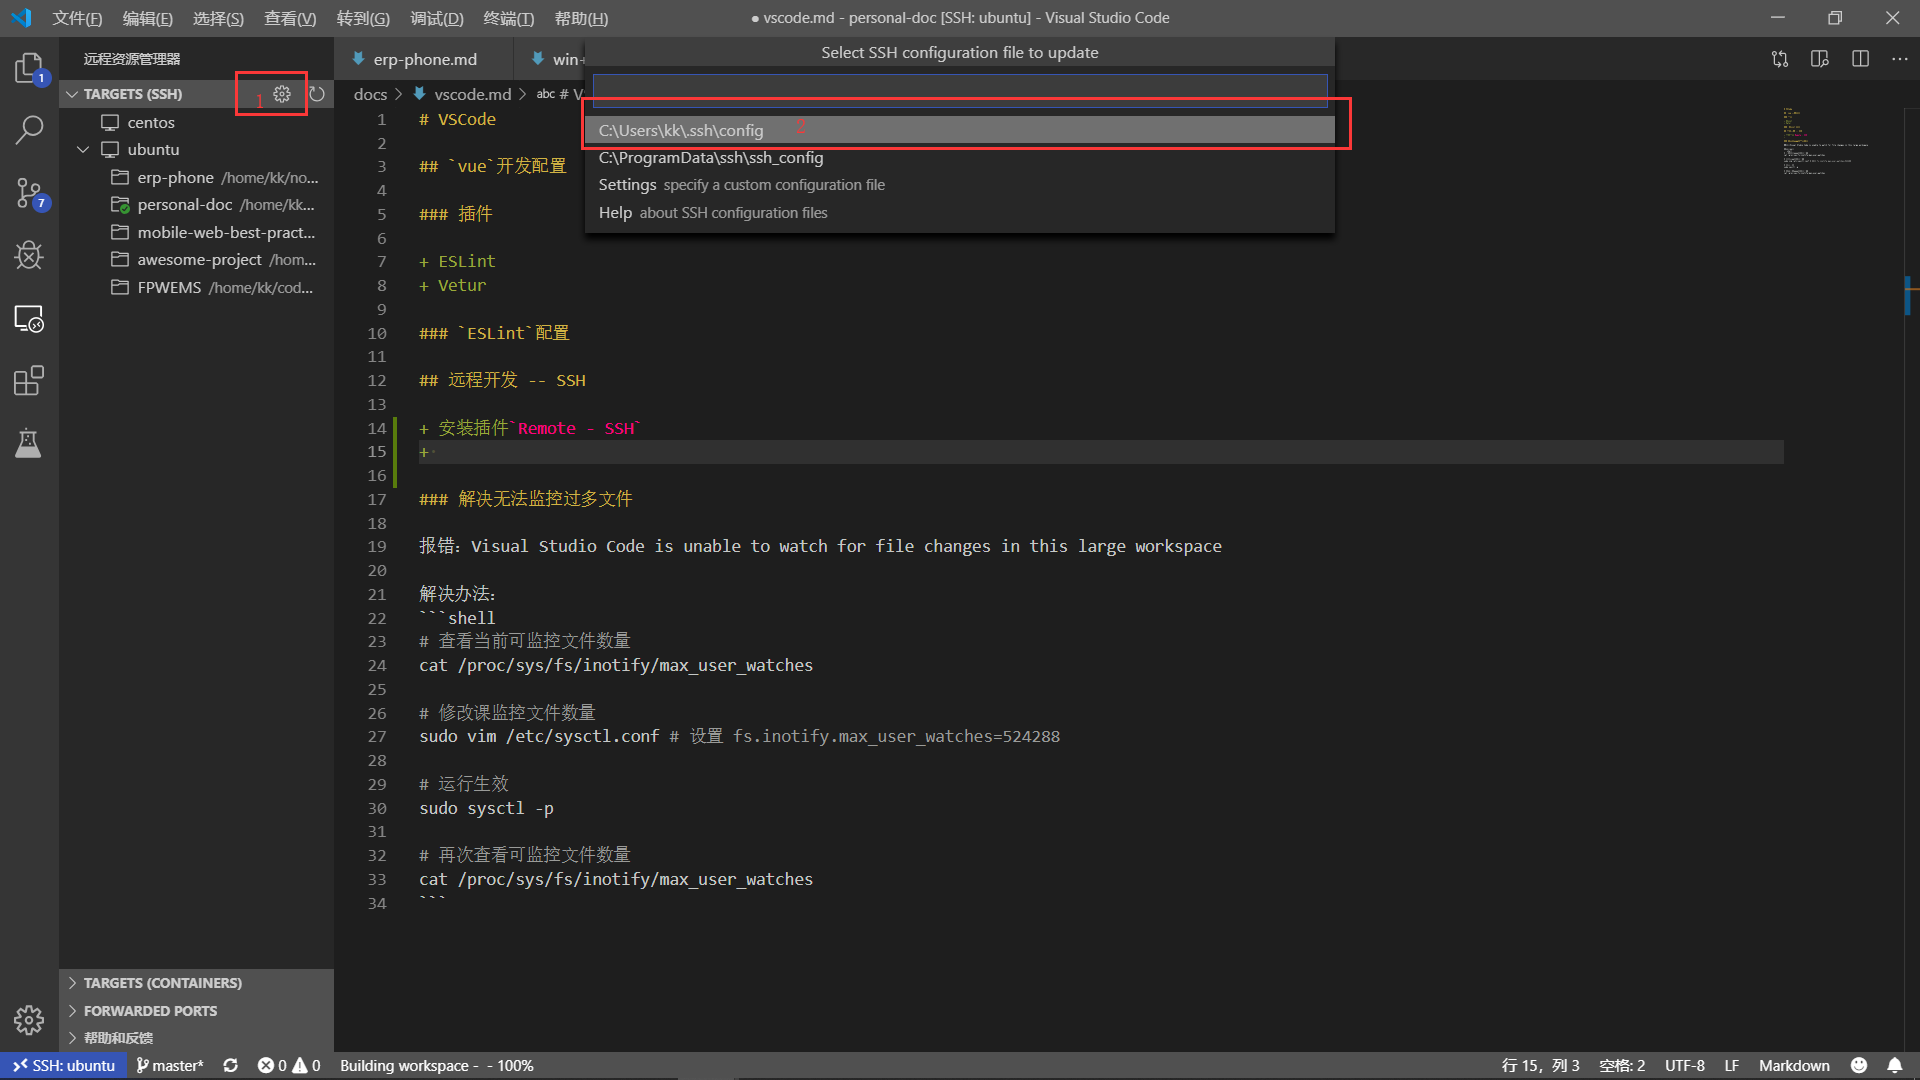 文件(F) 编辑(E) 选择(S) 查看(V) 转到(G) 调试(D) 终端(T) 帮助(H)
● vscode.md - personal-doc [SSH: ubuntu] - Visual Studio Code
远程资源管理器
TARGETS (SSH)
1
centos
ubuntu
erp-phone /home/kk/no...
personal-doc /home/kk...
mobile-web-best-pract...
awesome-project /hom...
FPWEMS /home/kk/cod...
TARGETS (CONTAINERS)
FORWARDED PORTS
帮助和反馈
1
7
erp-phone.md
win-
docs > vscode.md > abc # V
Select SSH configuration file to update
C:\Users\kk\.ssh\config 2
C:\ProgramData\ssh\ssh_config
Settings specify a custom configuration file
Help about SSH configuration files
1 # VSCode
2
3 ## `vue`开发配置
4
5 ### 插件
6
7 + ESLint
8 + Vetur
9
10 ### `ESLint`配置
11
12 ## 远程开发 -- SSH
13
14 + 安装插件`Remote - SSH`
15 +
16
17 ### 解决无法监控过多文件
18
19 报错: Visual Studio Code is unable to watch for file changes in this large workspace
20
21 解决办法:
22 ```shell
23 # 查看当前可监控文件数量
24 cat /proc/sys/fs/inotify/max_user_watches
25
26 # 修改课监控文件数量
27 sudo vim /etc/sysctl.conf # 设置 fs.inotify.max_user_watches=524288
28
29 # 运行生效
30 sudo sysctl -p
31
32 # 再次查看可监控文件数量
33 cat /proc/sys/fs/inotify/max_user_watches
34 ```
SSH: ubuntu master* 0 0 Building workspace - - 100%
行 15，列 3 空格: 2 UTF-8 LF Markdown